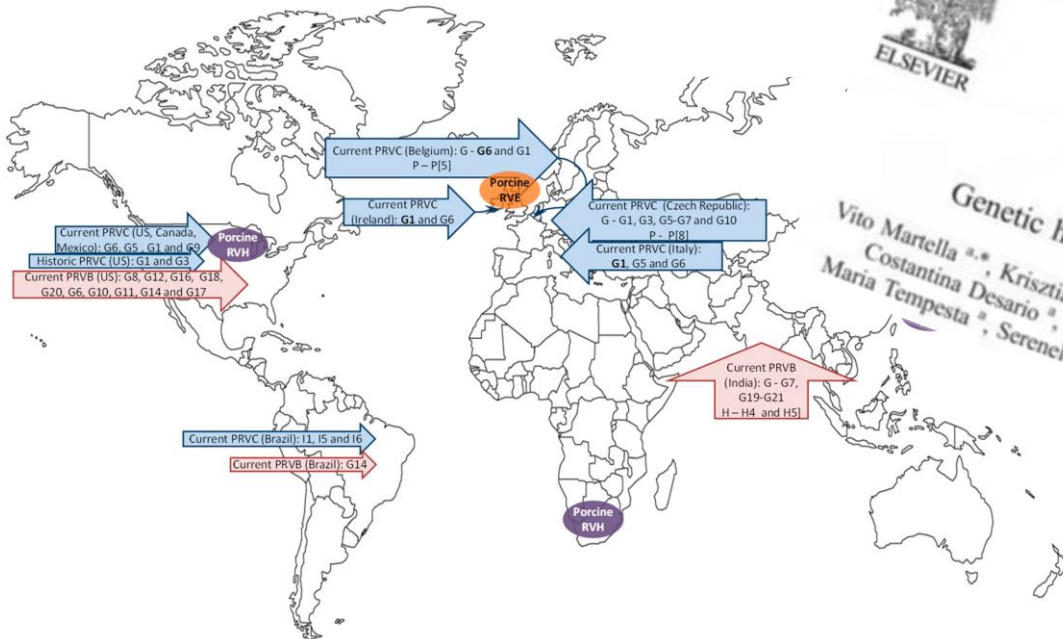 ELSEVIER
Genetic h
Vito Martella a,*, Kriszti
Costantina Desario a,
Maria Tempesta a, Serenel
Current PRVC (Belgium): G - G6 and G1
P – P[5]
Porcine
RVE
Current PRVC
(Ireland): G1 and G6
Current PRVC (Czech Republic):
G - G1, G3, G5-G7 and G10
P - P[8]
Current PRVC (Italy):
G1, G5 and G6
Current PRVC (US, Canada,
Mexico): G6, G5 , G1 and G9
Porcine
RVH
Historic PRVC (US): G1 and G3
Current PRVB (US): G8, G12, G16, G18,
G20, G6, G10, G11, G14 and G17
Current PRVB
(India): G - G7,
G19-G21
H – H4 and H5]
Current PRVC (Brazil): I1, I5 and I6
Current PRVB (Brazil): G14
Porcine
RVH